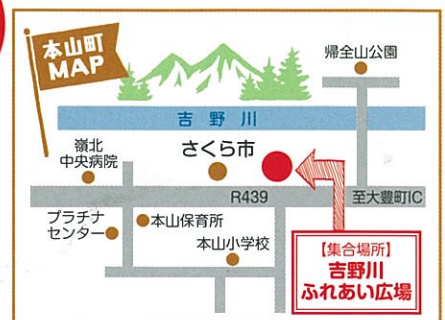 本山町
MAP
帰全山公園
吉野川
嶺北
中央病院
さくら市
R439
至大豊町IC
プラチナ
センター
本山保育所
本山小学校
【集合場所】
吉野川
ふれあい広場